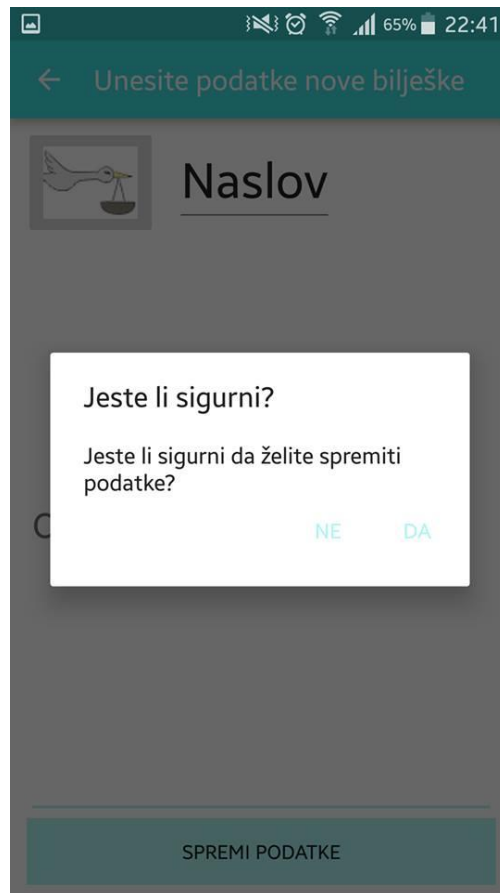 65% 22:41
Unesite podatke nove bilješke
Naslov
Jeste li sigurni?
Jeste li sigurni da želite spremiti
podatke?
NE DA
SPREMI PODATKE